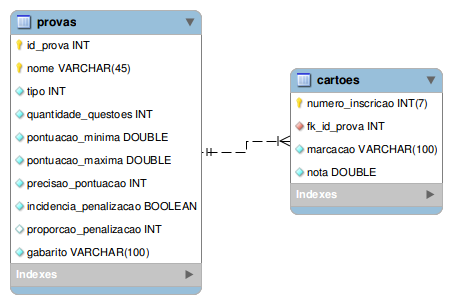 provas
id_prova INT
nome VARCHAR(45)
tipo INT
quantidade_questoes INT
pontuacao_minima DOUBLE
pontuacao_maxima DOUBLE
precisao_pontuacao INT
incidencia_penalizacao BOOLEAN
proporcao_penalizacao INT
gabarito VARCHAR(100)
Indexes
cartoes
numero_inscricao INT(7)
fk_id_prova INT
marcacao VARCHAR(100)
nota DOUBLE
Indexes